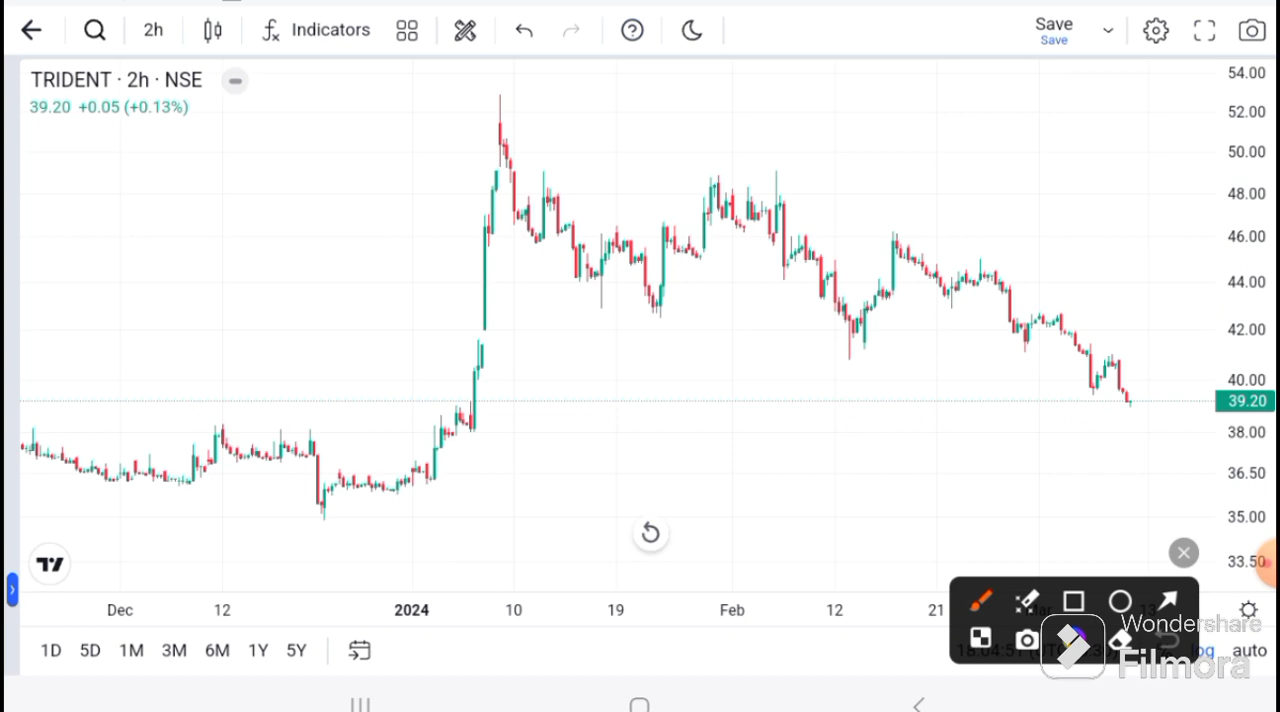 2h
Indicators
Save
Save
TRIDENT · 2h · NSE
39.20 +0.05 (+0.13%)
54.00
52.00
50.00
48.00
46.00
44.00
42.00
40.00
39.20
38.00
36.50
35.00
33.50
Dec 12 2024 10 19 Feb 12 21 Mar 13
1D 5D 1M 3M 6M 1Y 5Y
log auto
Wondershare
Filmora